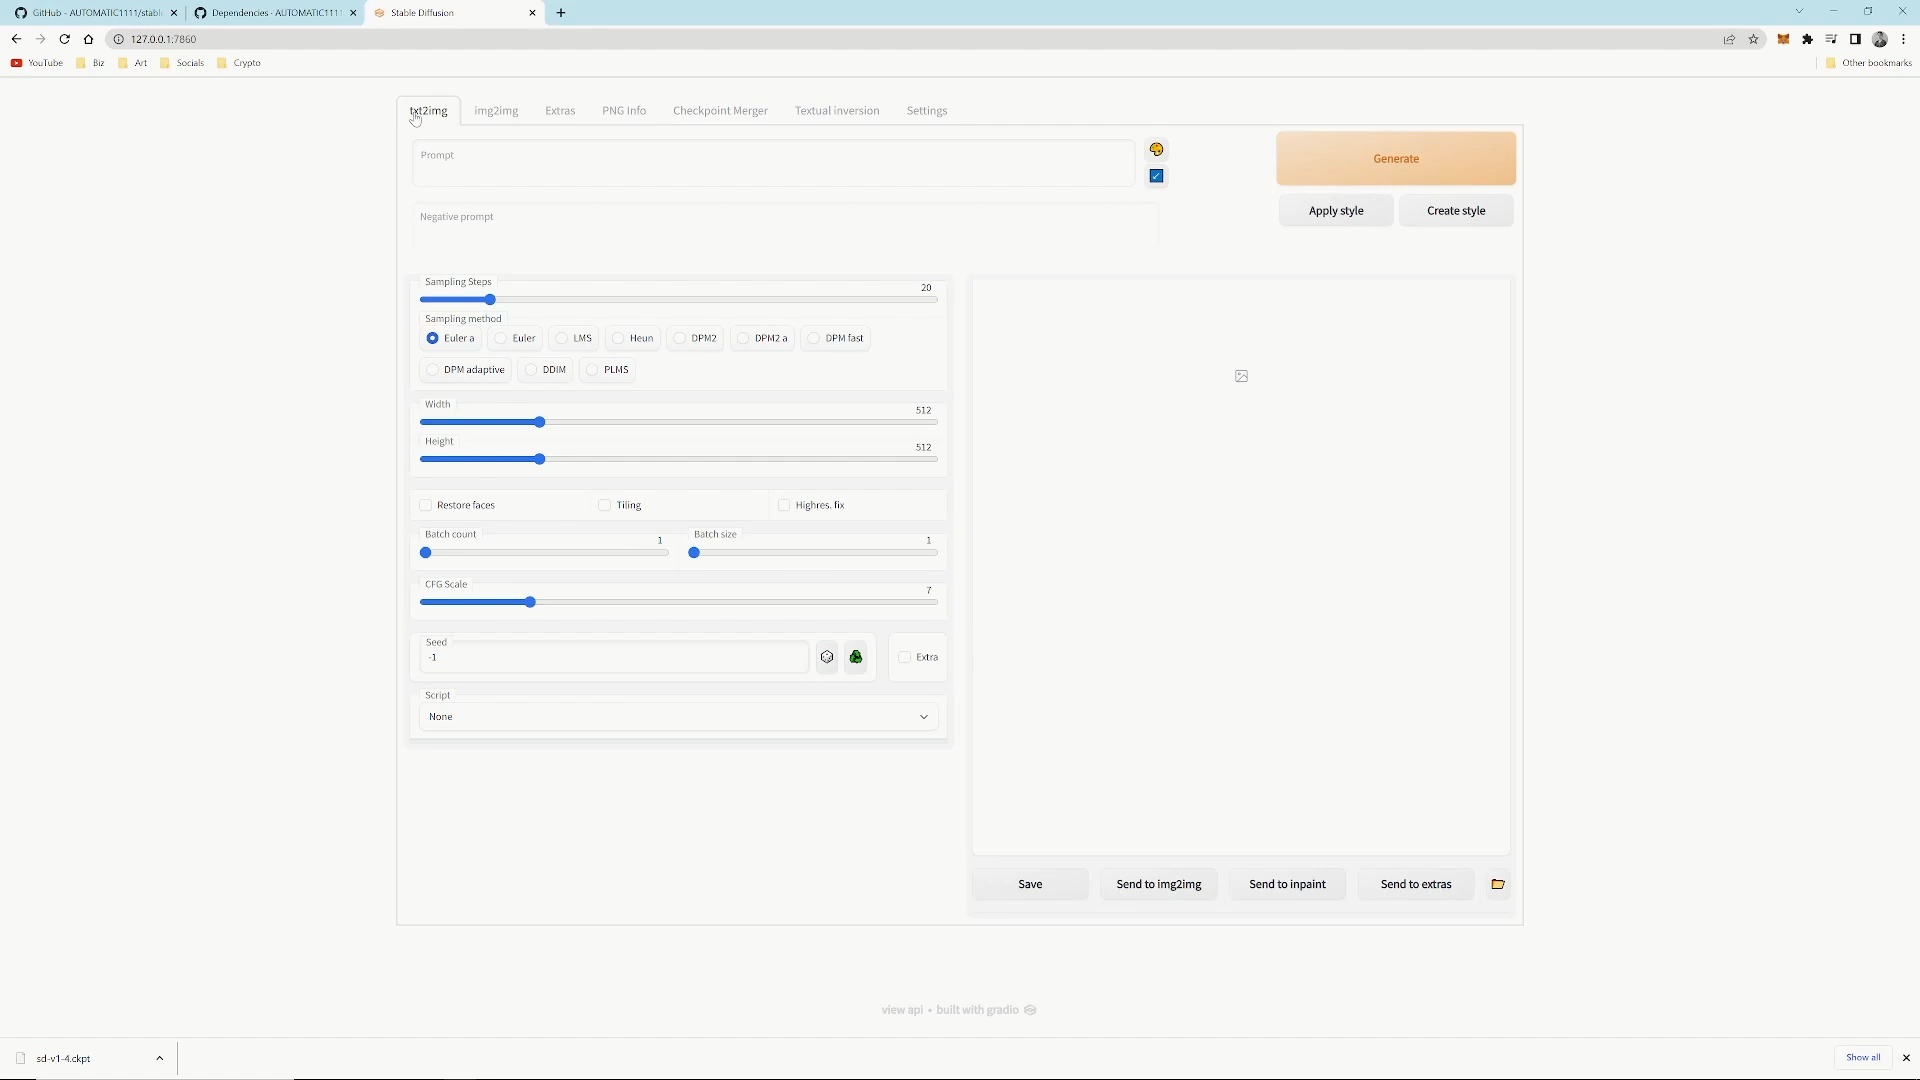 GitHub - AUTOMATIC1111/stabl
Dependencies · AUTOMATIC1111
Stable Diffusion
127.0.0.1:7860
YouTube
Biz
Art
Socials
Crypto
Other bookmarks
txt2img
img2img
Extras
PNG Info
Checkpoint Merger
Textual inversion
Settings
Prompt
Generate
Negative prompt
Apply style
Create style
Sampling Steps
20
Sampling method
Euler a
Euler
LMS
Heun
DPM2
DPM2 a
DPM fast
DPM adaptive
DDIM
PLMS
Width
512
Height
512
Restore faces
Tiling
Highres. fix
Batch count
1
Batch size
1
CFG Scale
7
Seed
-1
Extra
Script
None
Save
Send to img2img
Send to inpaint
Send to extras
view api • built with gradio
sd-v1-4.ckpt
Show all